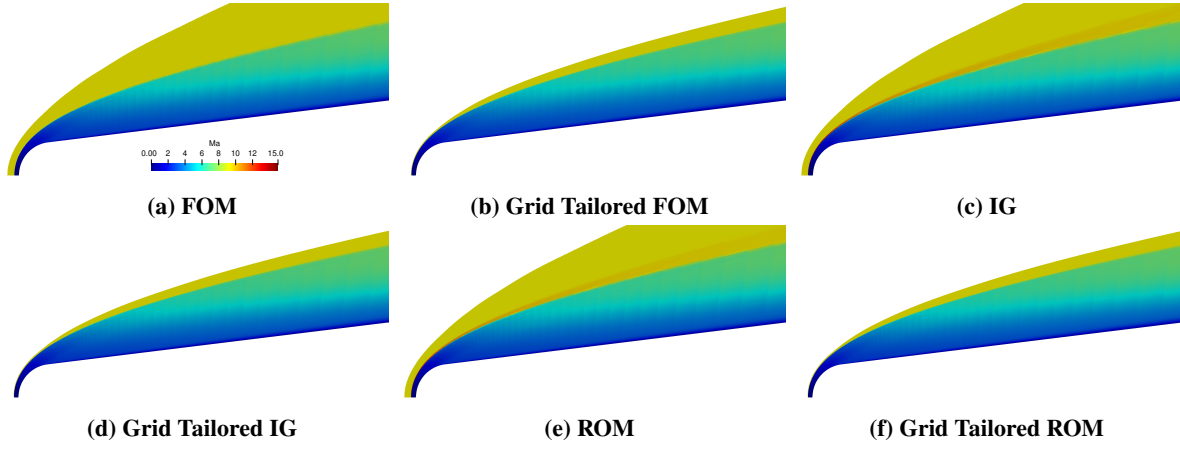 Ma
0.00 2 4 6 8 10 12 15.0
(a) FOM
(b) Grid Tailored FOM
(c) IG
(d) Grid Tailored IG
(e) ROM
(f) Grid Tailored ROM